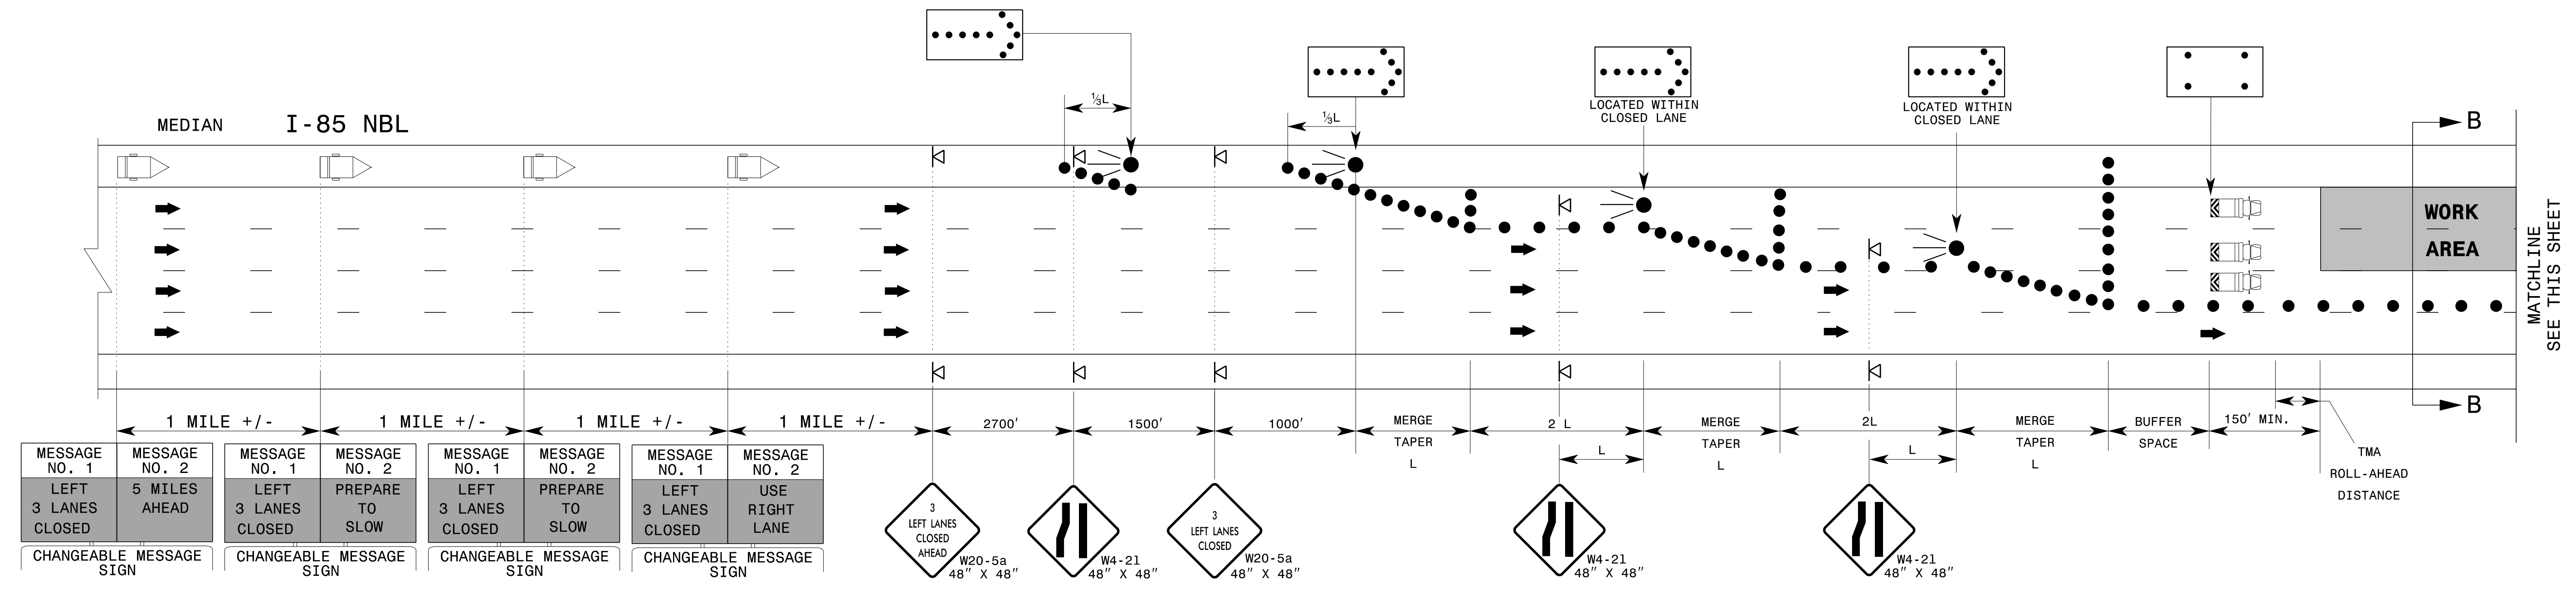 LOCATED WITHIN
CLOSED LANE
LOCATED WITHIN
CLOSED LANE
⅓L
⅓L
MEDIAN
I-85 NBL
B
WORK
AREA
MATCHLINE
SEE THIS SHEET
B
1 MILE +/-
1 MILE +/-
1 MILE +/-
1 MILE +/-
2700'
1500'
1000'
MERGE
TAPER
L
2 L
L
MERGE
TAPER
L
2L
L
MERGE
TAPER
L
BUFFER
SPACE
150' MIN.
TMA
ROLL-AHEAD
DISTANCE
MESSAGE
NO. 1
MESSAGE
NO. 2
LEFT
3 LANES
CLOSED
5 MILES
AHEAD
CHANGEABLE MESSAGE
SIGN
MESSAGE
NO. 1
MESSAGE
NO. 2
LEFT
3 LANES
CLOSED
PREPARE
TO
SLOW
CHANGEABLE MESSAGE
SIGN
MESSAGE
NO. 1
MESSAGE
NO. 2
LEFT
3 LANES
CLOSED
PREPARE
TO
SLOW
CHANGEABLE MESSAGE
SIGN
MESSAGE
NO. 1
MESSAGE
NO. 2
LEFT
3 LANES
CLOSED
USE
RIGHT
LANE
CHANGEABLE MESSAGE
SIGN
3
LEFT LANES
CLOSED
AHEAD
W20-5a
48" X 48"
W4-2l
48" X 48"
3
LEFT LANES
CLOSED
W20-5a
48" X 48"
W4-2l
48" X 48"
W4-2l
48" X 48"